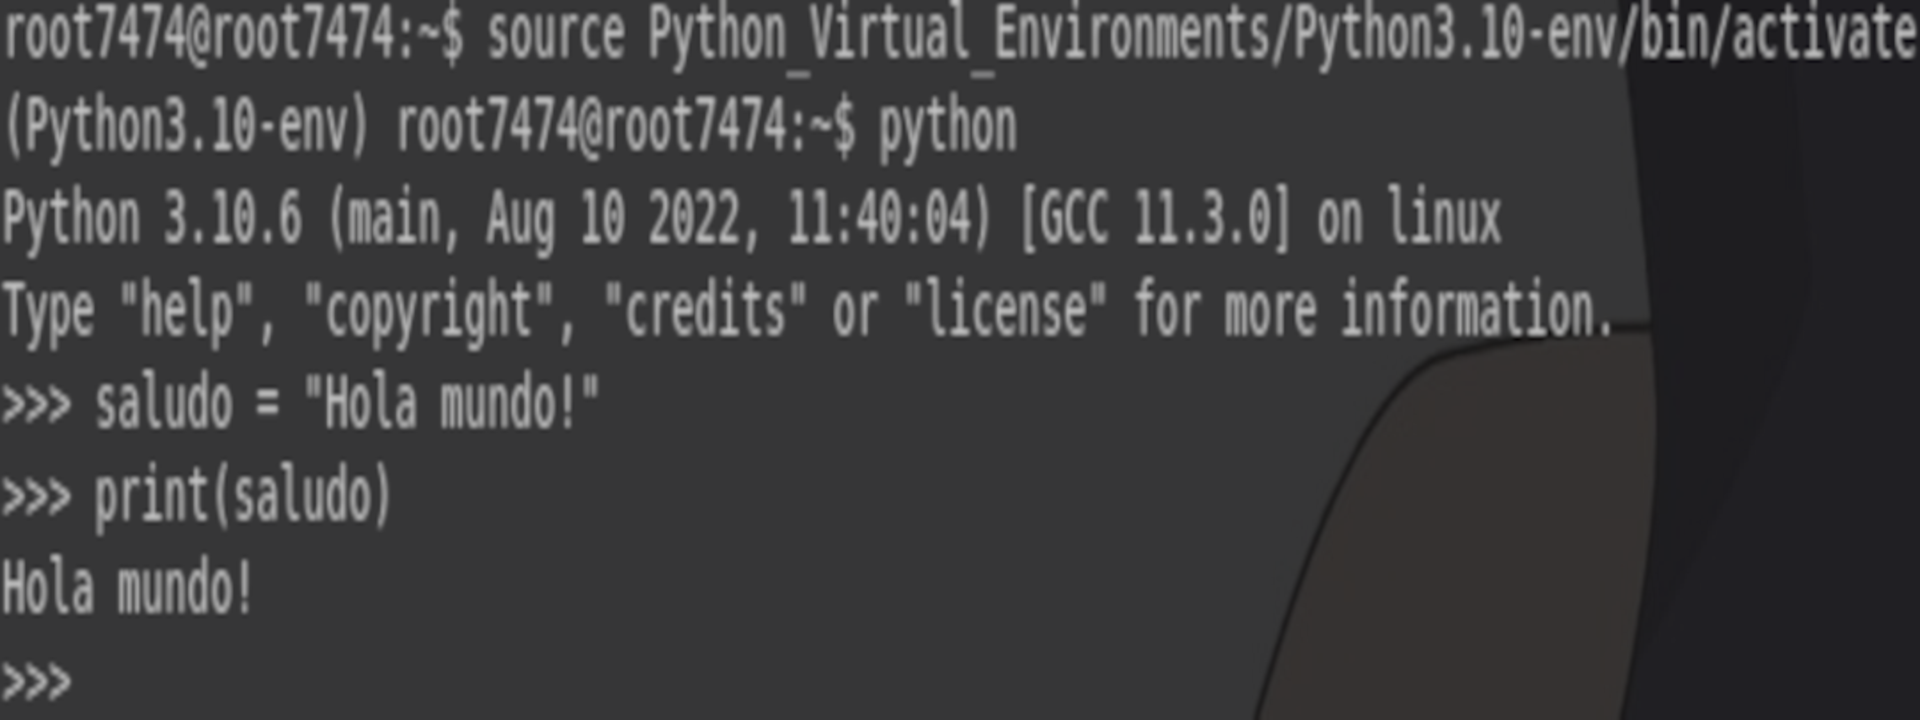 root7474@root7474:~$ source Python_Virtual_Environments/Python3.10-env/bin/activate
(Python3.10-env) root7474@root7474:~$ python
Python 3.10.6 (main, Aug 10 2022, 11:40:04) [GCC 11.3.0] on linux
Type "help", "copyright", "credits" or "license" for more information.
>>> saludo = "Hola mundo!"
>>> print(saludo)
Hola mundo!
>>>